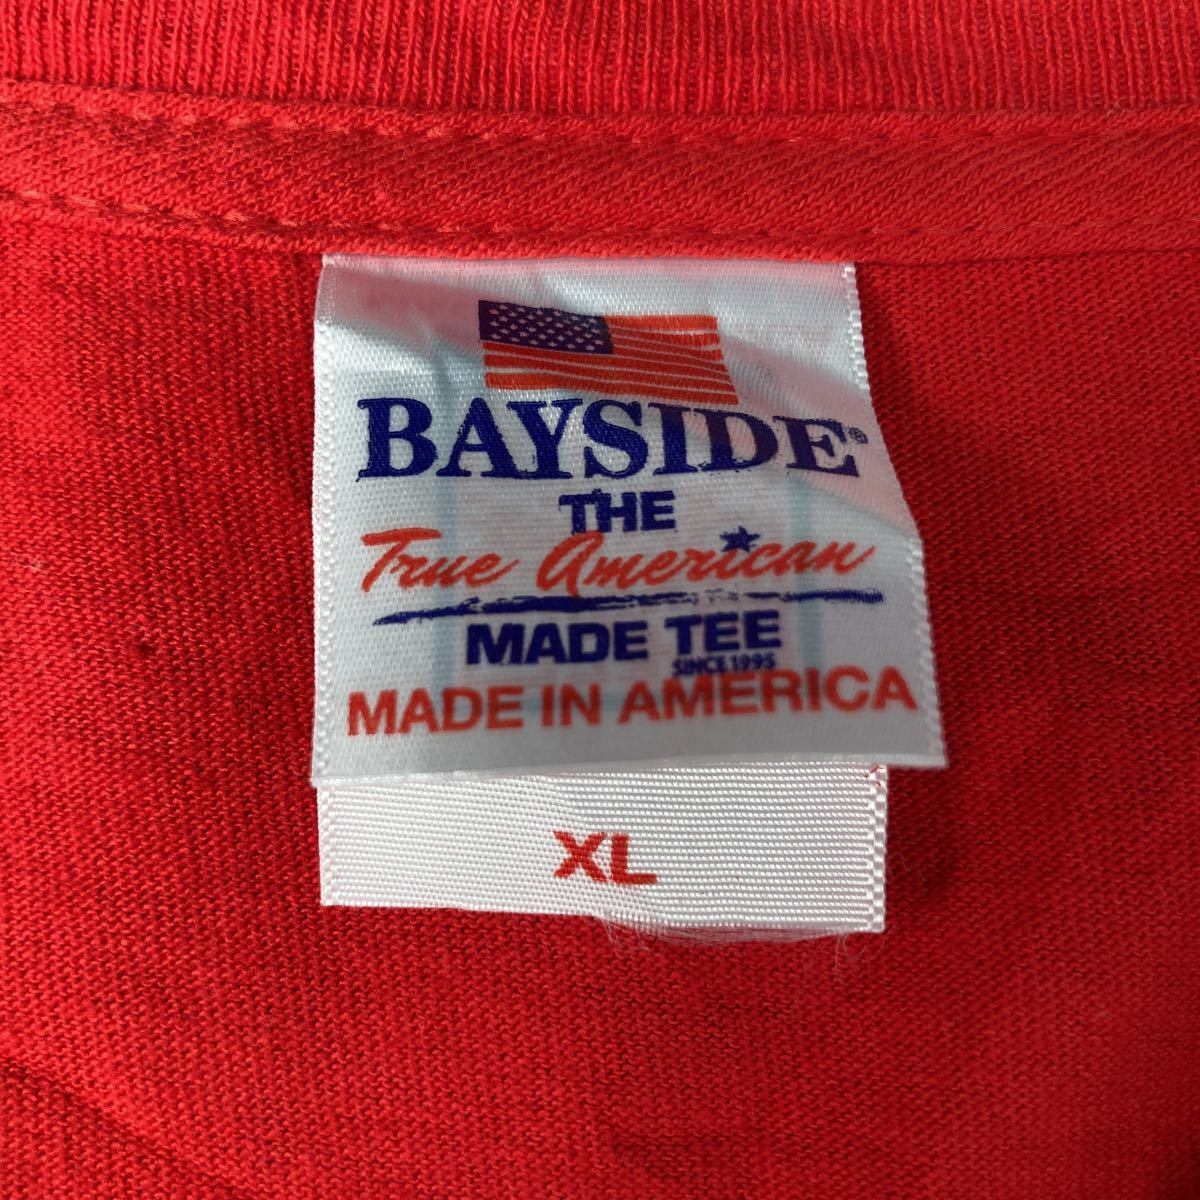 BAYSIDE®
THE
True American
MADE TEE
SINCE 1995
MADE IN AMERICA
XL